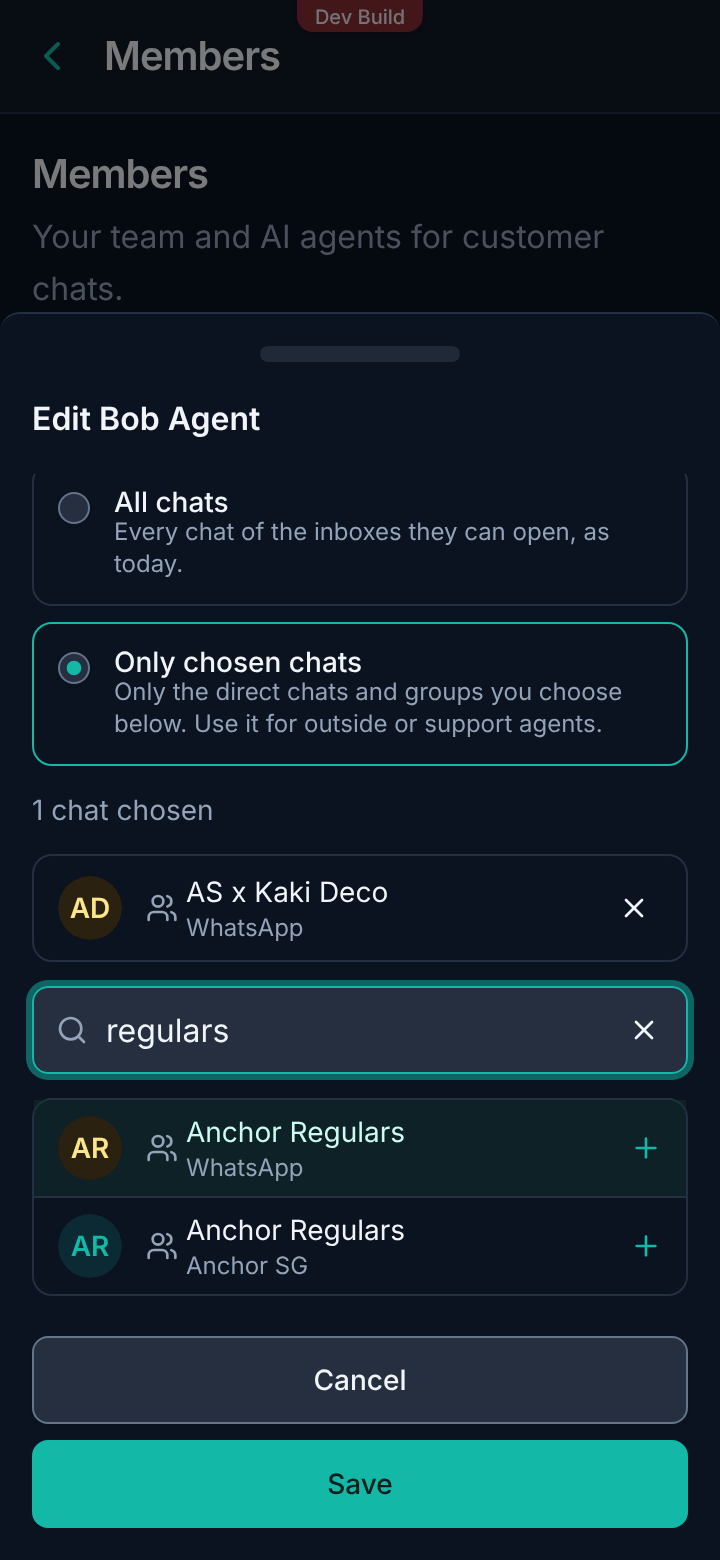 Dev Build
Members
Members
Your team and AI agents for customer
chats.
Edit Bob Agent
All chats
Every chat of the inboxes they can open, as
today.
Only chosen chats
Only the direct chats and groups you choose
below. Use it for outside or support agents.
1 chat chosen
AD
AS x Kaki Deco
WhatsApp
regulars
AR
Anchor Regulars
WhatsApp
AR
Anchor Regulars
Anchor SG
Cancel
Save